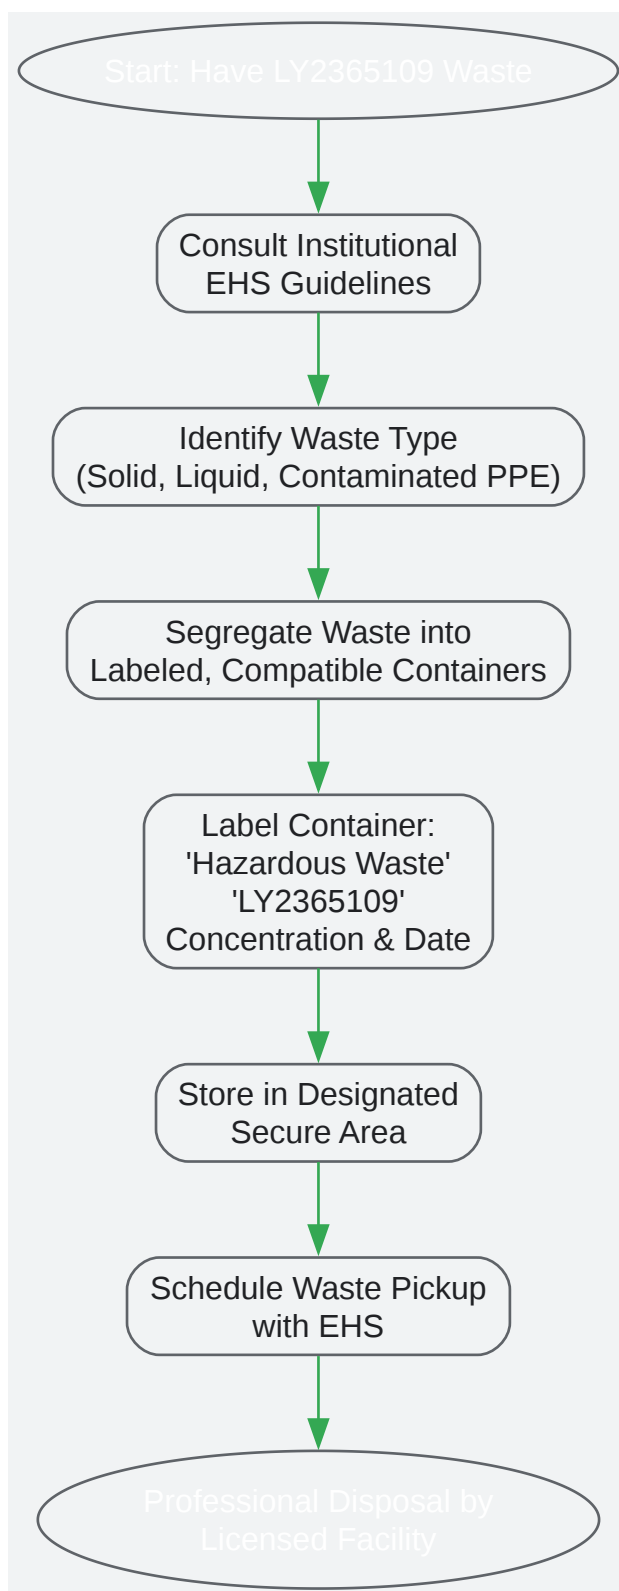 Start: Have LY2365109 Waste
Consult Institutional
EHS Guidelines
Identify Waste Type
(Solid, Liquid, Contaminated PPE)
Segregate Waste into
Labeled, Compatible Containers
Label Container:
'Hazardous Waste'
'LY2365109'
Concentration & Date
Store in Designated
Secure Area
Schedule Waste Pickup
with EHS
Professional Disposal by
Licensed Facility